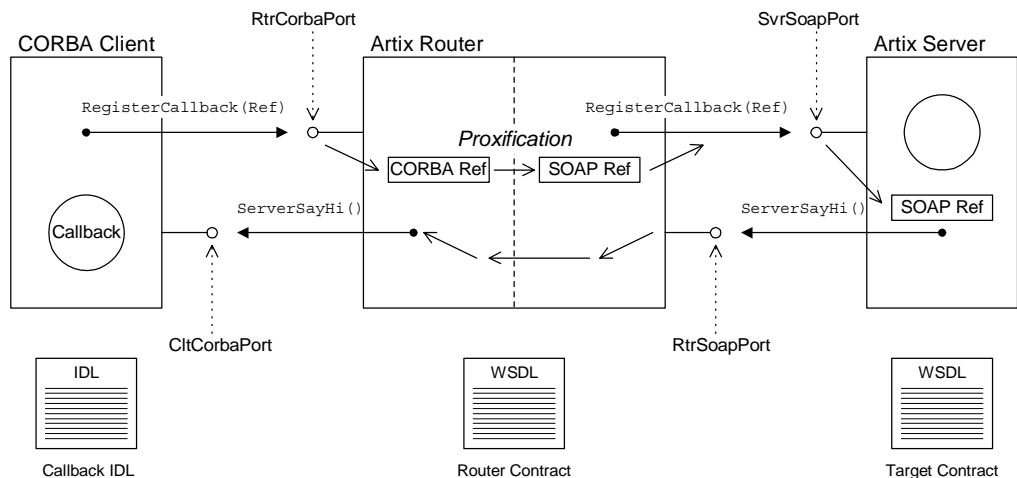 RtrCorbaPort
SvrSoapPort
CORBA Client
Artix Router
Artix Server
RegisterCallback(Ref)
RegisterCallback(Ref)
Proxification
CORBA Ref
SOAP Ref
SOAP Ref
ServerSayHi()
ServerSayHi()
Callback
CltCorbaPort
RtrSoapPort
IDL
WSDL
WSDL
Callback IDL
Router Contract
Target Contract